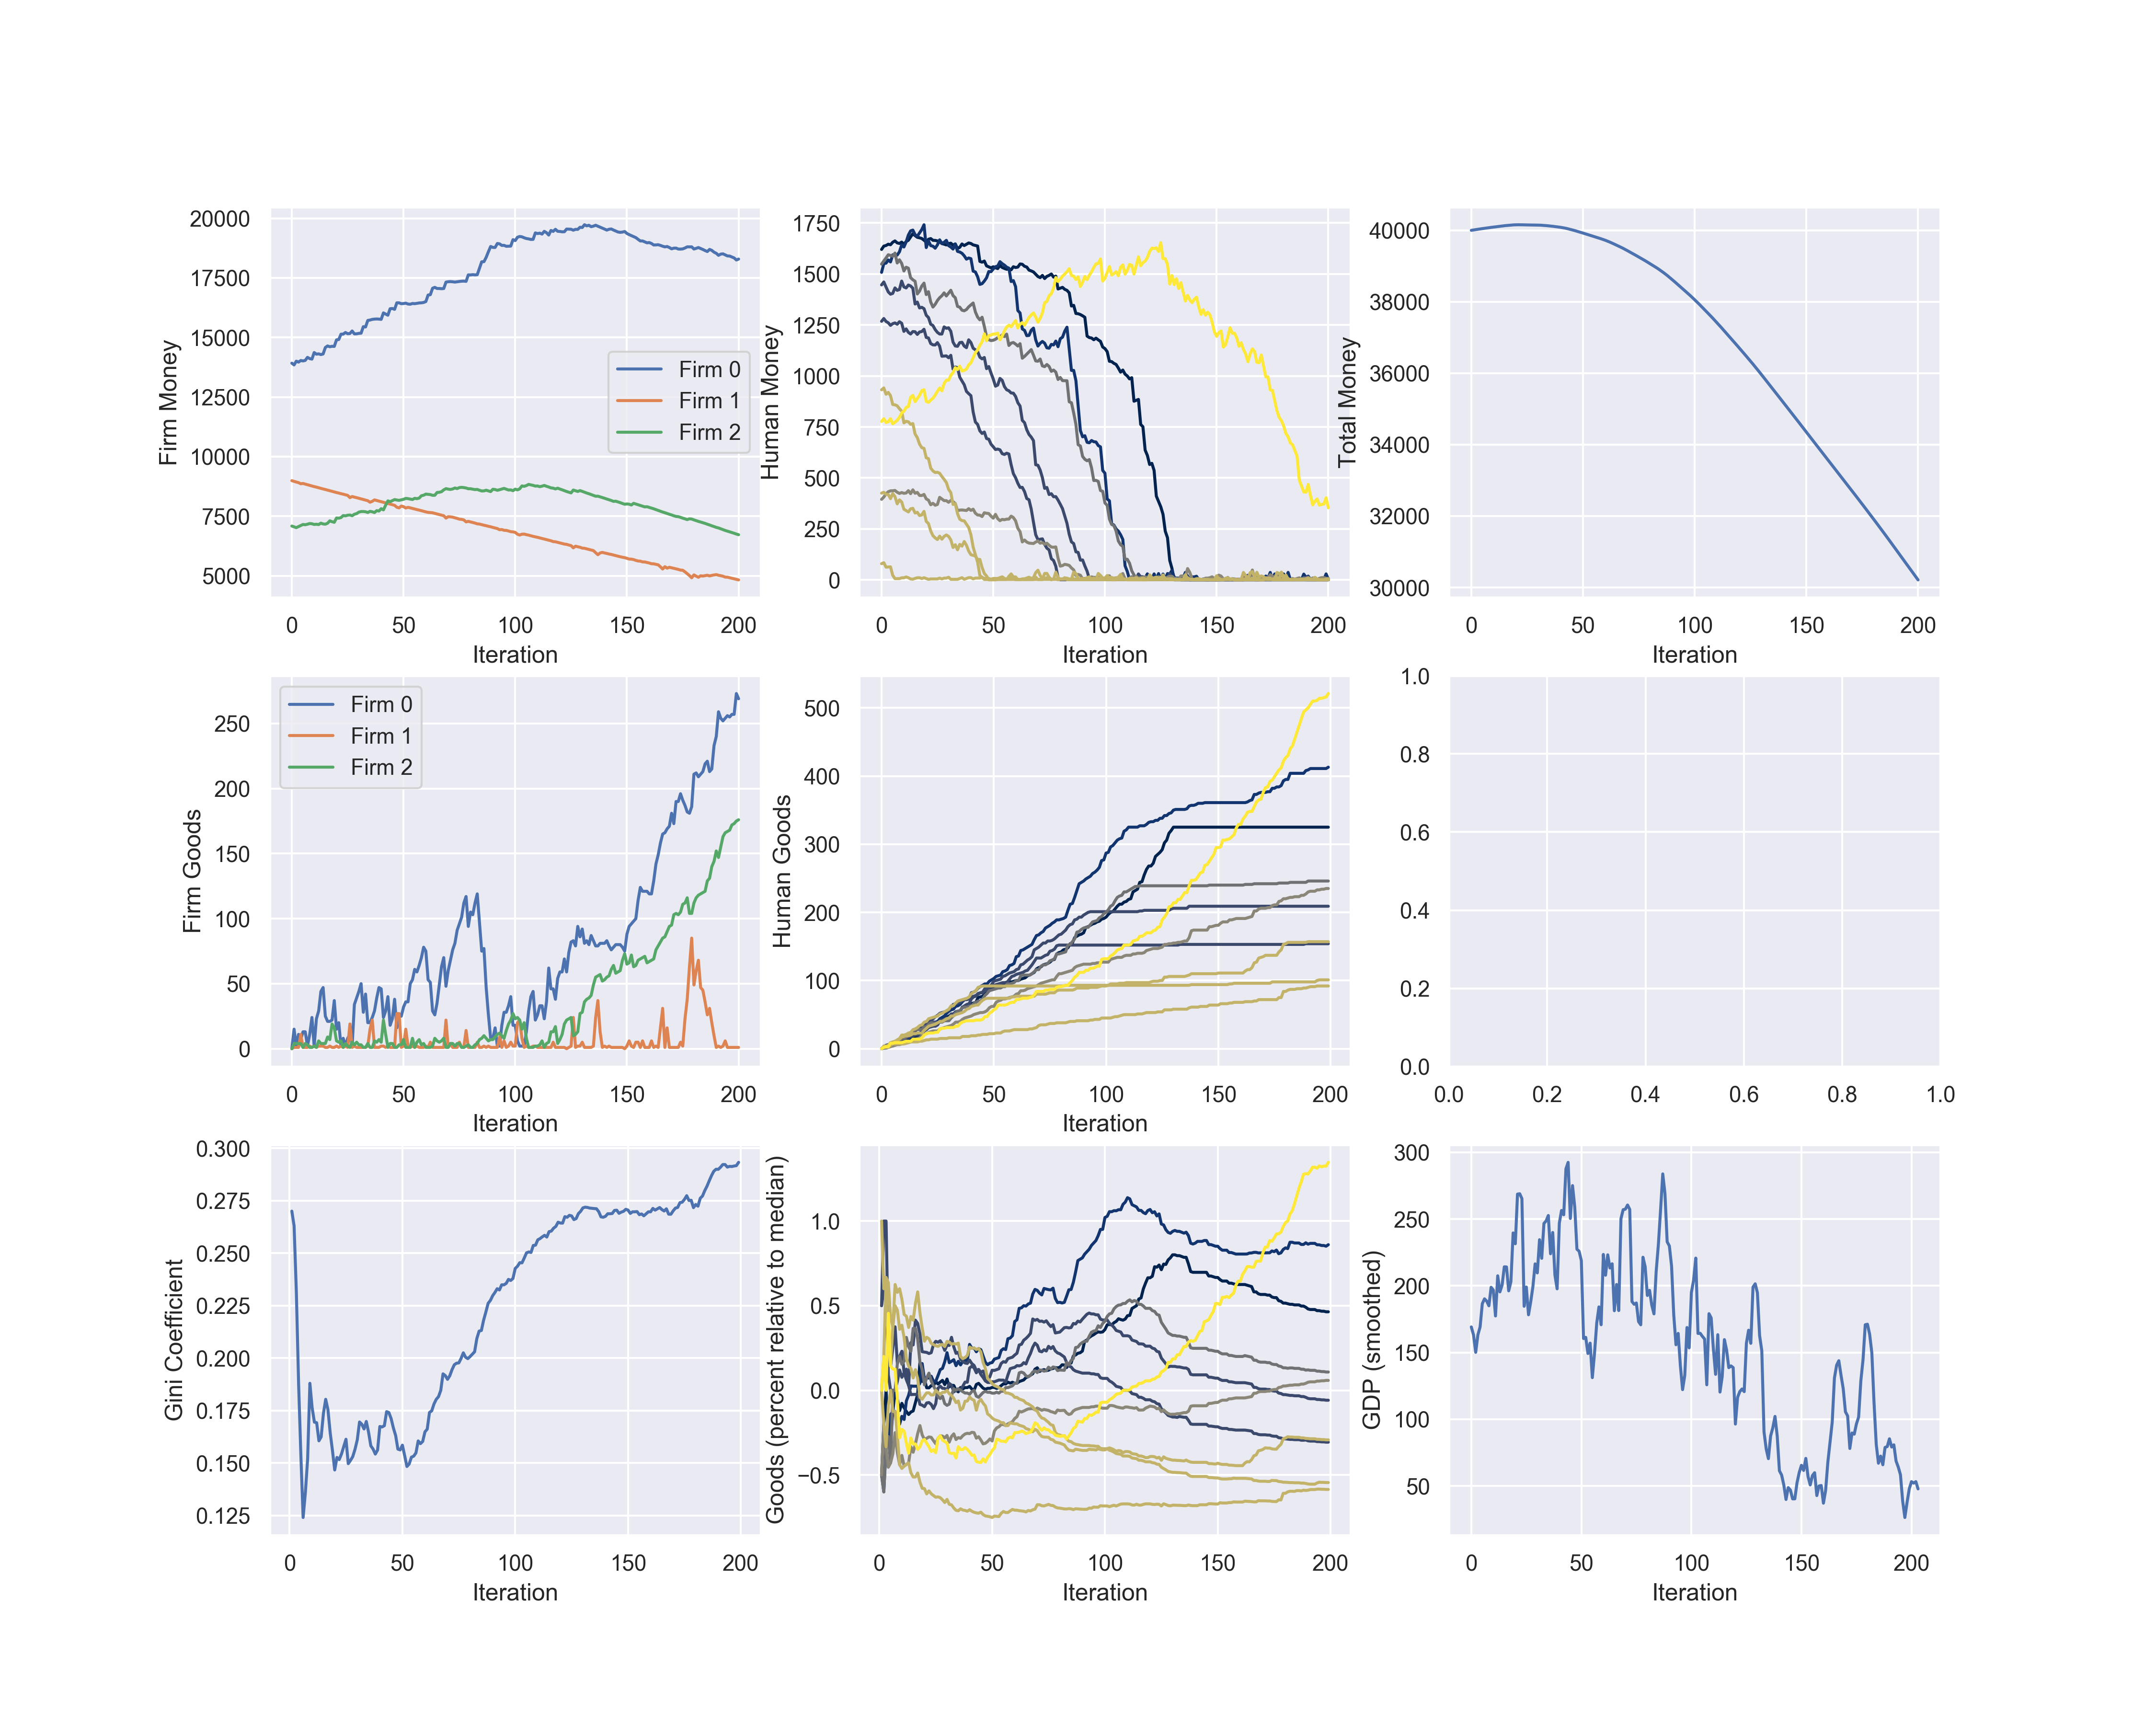 20000
17500
15000
12500
10000
7500
5000
Firm Money
Firm 0
Firm 1
Firm 2
0 50 100 150 200
Iteration
1750
1500
1250
1000
750
500
250
0
Human Money
0 50 100 150 200
Iteration
40000
38000
36000
34000
32000
30000
Total Money
0 50 100 150 200
Iteration
250
200
150
100
50
0
Firm Goods
Firm 0
Firm 1
Firm 2
0 50 100 150 200
Iteration
500
400
300
200
100
0
Human Goods
0 50 100 150 200
Iteration
1.0
0.8
0.6
0.4
0.2
0.0
0.0 0.2 0.4 0.6 0.8 1.0
0.300
0.275
0.250
0.225
0.200
0.175
0.150
0.125
Gini Coefficient
0 50 100 150 200
Iteration
1.0
0.5
0.0
−0.5
Goods (percent relative to median)
0 50 100 150 200
Iteration
300
250
200
150
100
50
GDP (smoothed)
0 50 100 150 200
Iteration